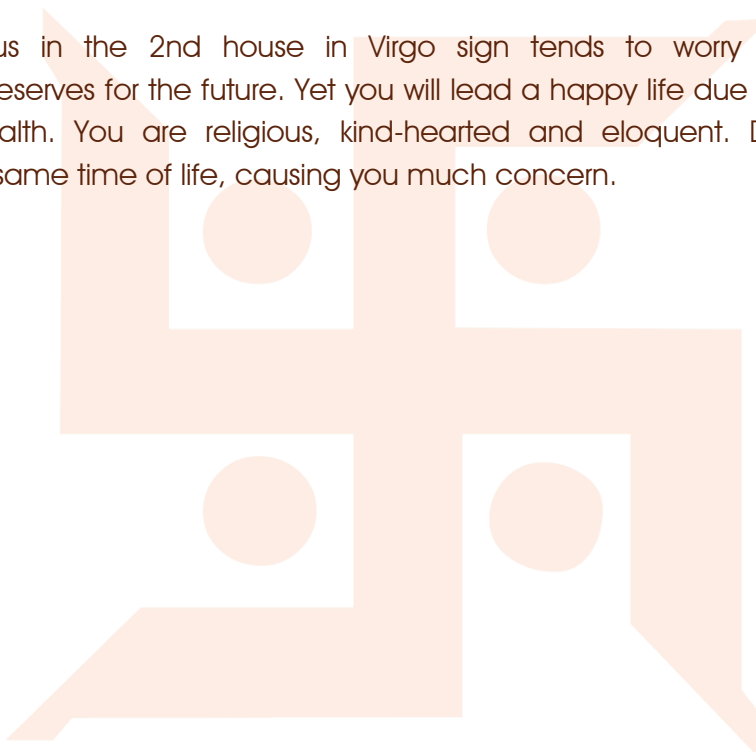 us in the 2nd house in Virgo sign tends to worry
eserves for the future. Yet you will lead a happy life due
alth. You are religious, kind-hearted and eloquent.
same time of life, causing you much concern.